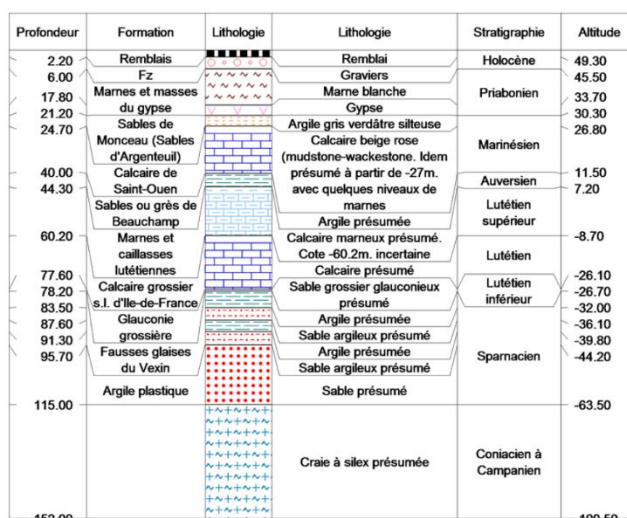 Profondeur Formation Lithologie Lithologie Stratigraphie Altitude
2.20 Remblais Remblai Holocène 49.30
6.00 Fz Graviers 45.50
Marnes et masses Marne blanche Priabonien
17.80 du gypse Gypse 33.70
21.20 Sables de Argile gris verdâtre silteuse 30.30
24.70 Monceau (Sables Calcaire beige rose 26.80
d'Argenteuil) (mudstone-wackestone. Idem Marinésien
40.00 Calcaire de présumé à partir de -27m. 11.50
Saint-Ouen avec quelques niveaux de Auversien
44.30 marnes 7.20
Sables ou grès de Argile présumée Lutétien
Beauchamp supérieur
60.20 Marnes et Calcaire marneux présumé. -8.70
caillasses Cote -60.2m. incertaine Lutétien
lutétiennes Calcaire présumé
77.60 Calcaire grossier Sable grossier glauconieux Lutétien -26.10
78.20 s.l. d'Ile-de-France présumé inférieur -26.70
83.50 Glauconie Argile présumée -32.00
87.60 grossière Sable argileux présumé -36.10
91.30 Fausses glaises Argile présumée Sparnacien -39.80
95.70 du Vexin Sable argileux présumé -44.20
Argile plastique Sable présumé
115.00 -63.50
Craie à silex présumée Coniacien à
Campanien